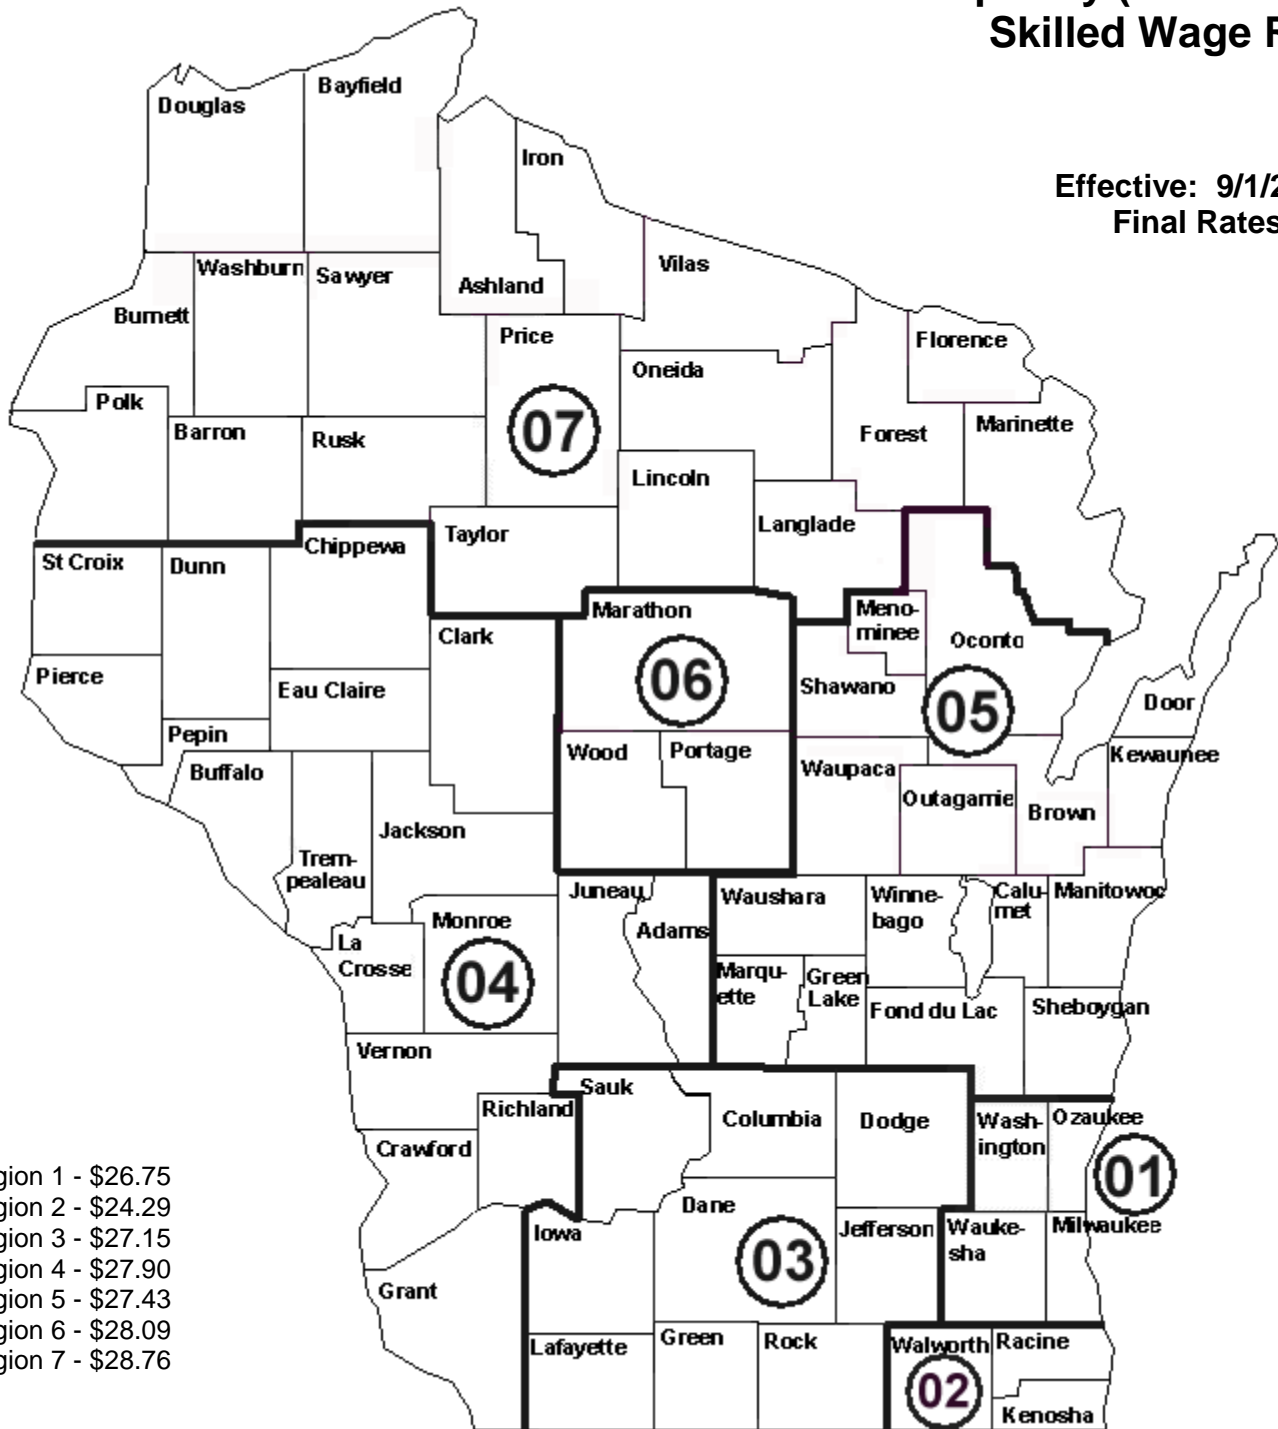 Skilled Wage R
Effective: 9/1/2
Final Rates
Douglas
Bayfield
Iron
Vilas
Washburn
Sawyer
Ashland
Burnett
Price
Florence
Oneida
Polk
07
Barron
Rusk
Forest
Marinette
Lincoln
Langlade
Taylor
Chippewa
St Croix
Dunn
Marathon
Meno-
minee
Clark
Oconto
06
Pierce
Eau Claire
Shawano
05
Door
Pepin
Wood
Portage
Kewaunee
Buffalo
Waupaca
Outagamie
Brown
Jackson
Trem-
pealeau
Juneau
Waushara
Winne-
bago
Calu-
met
Manitowoc
Monroe
Adams
La
Crosse
04
Marqu-
ette
Green
Lake
Fond du Lac
Sheboygan
Vernon
Sauk
Richland
Columbia
Dodge
Wash-
ington
Ozaukee
Crawford
01
gion 1 - $26.75
gion 2 - $24.29
gion 3 - $27.15
gion 4 - $27.90
gion 5 - $27.43
gion 6 - $28.09
gion 7 - $28.76
Dane
Iowa
Jefferson
Wauke-
sha
Milwaukee
03
Grant
Lafayette
Green
Rock
Walworth
Racine
02
Kenosha